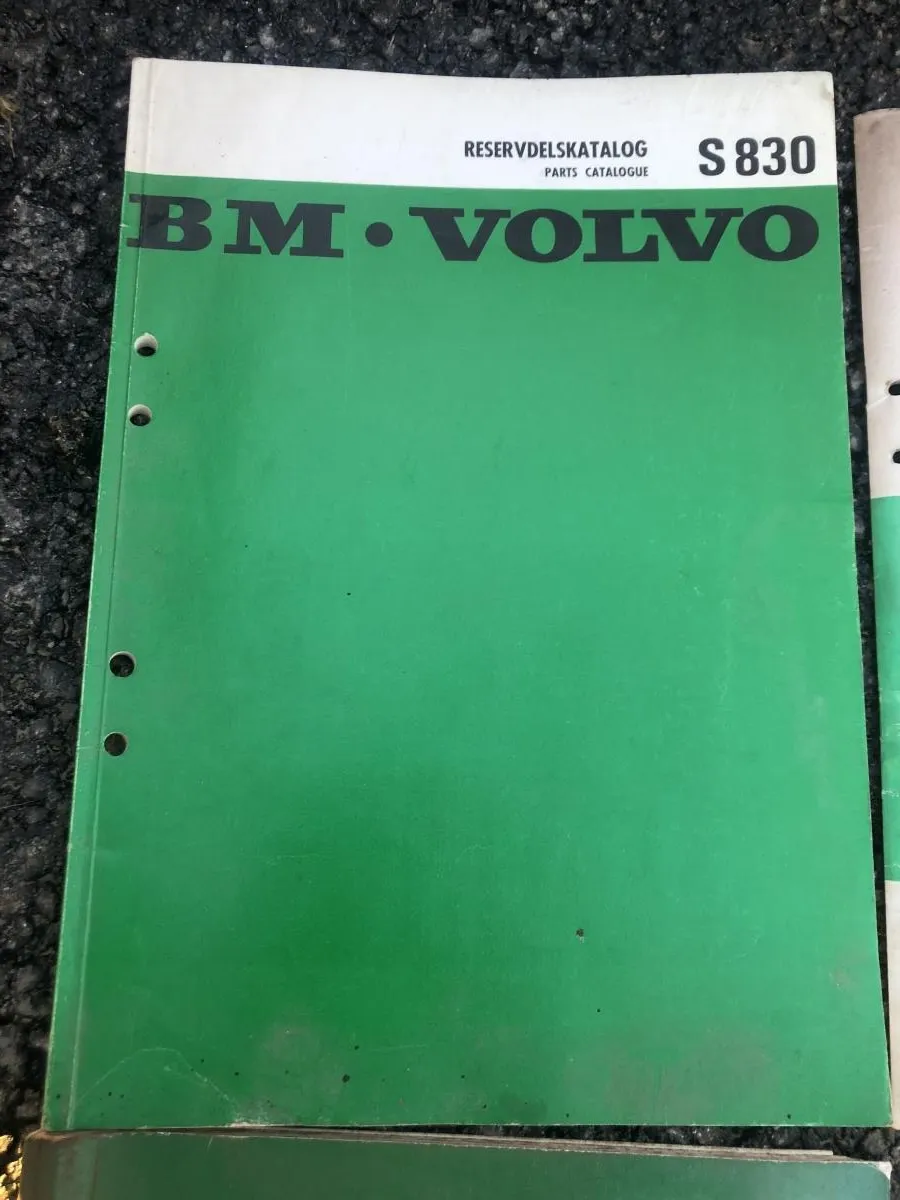 RESERVDELSKATALOG S 830
PARTS CATALOGUE
BM • VOLVO